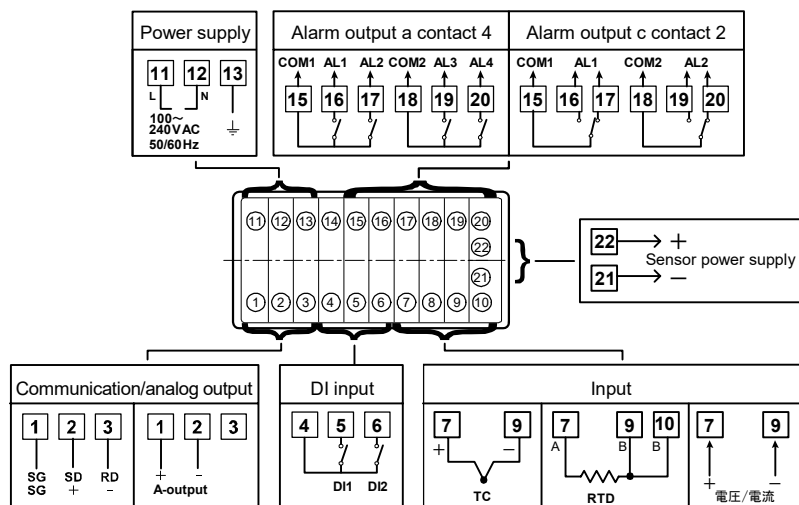 Power supply
11 12 13
L N
100~
240VAC
50/60Hz
Alarm output a contact 4
COM1 AL1 AL2 COM2 AL3 AL4
15 16 17 18 19 20
Alarm output c contact 2
COM1 AL1 COM2 AL2
15 16 17 18 19 20
11 12 13 14 15 16 17 18 19 20
22
21
1 2 3 4 5 6 7 8 9 10
22 +
Sensor power supply
21 −
Communication/analog output
1 2 3
SG SD RD
SG + -
1 2 3
+ -
A-output
DI input
4 5 6
DI1 DI2
Input
7 9
+ −
TC
7 9 10
A B B
RTD
7 9
+ −
電圧/電流